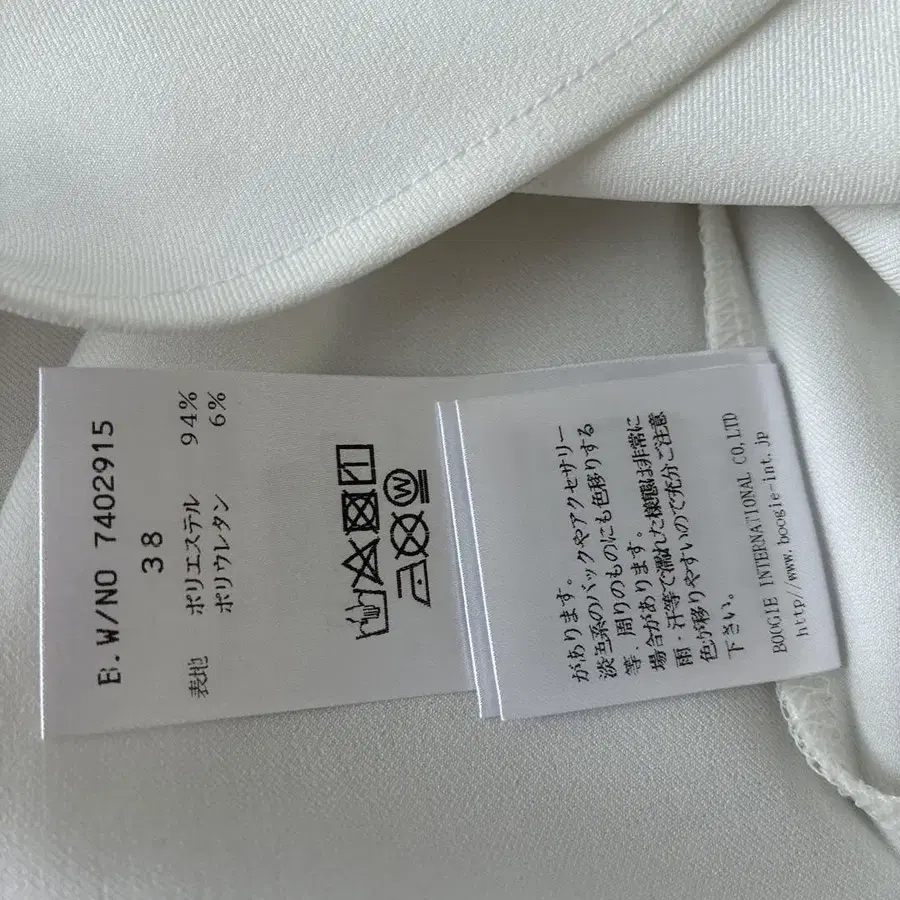 B. W/NO 7402915
38
表地 ポリエステル 94%
ポリウレタン 6%
があります。
淡色系のバックやアクセサリー
等、周りのものにも色移りする
場合があります。
雨・汗等で濡れた状態は非常に
色が移りやすいので充分ご注意
下さい。
BOOGIE INTERNATIONAL CO,LTD
http//www.boogie-int.jp